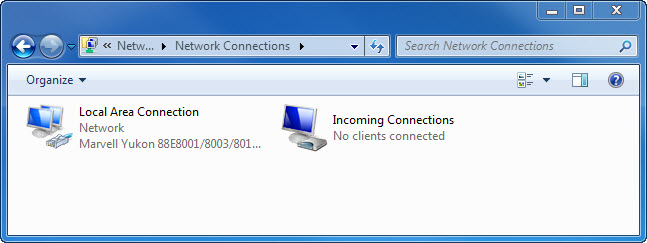 « Netw... ▸ Network Connections ▸
Search Network Connections
Organize ▾
Local Area Connection
Network
Marvell Yukon 88E8001/8003/801...
Incoming Connections
No clients connected